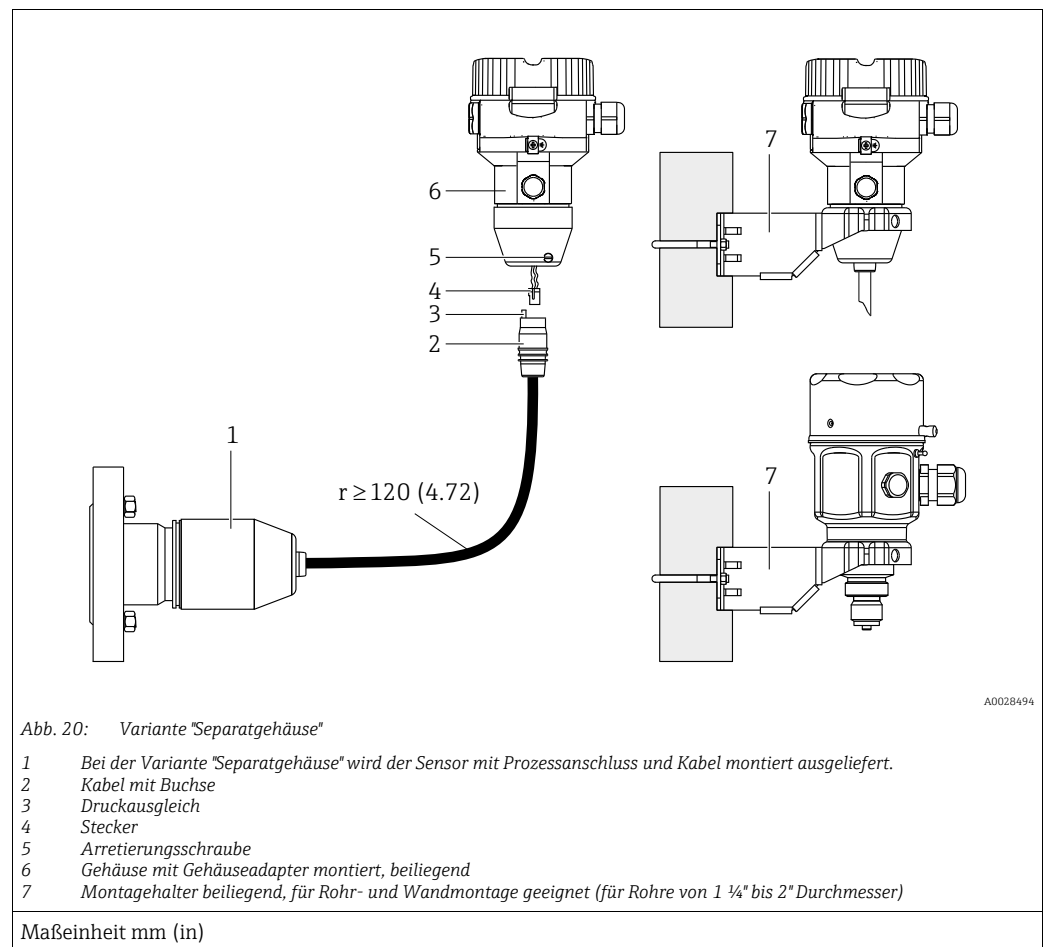 7
6
5
4
3
2
1
7
r ≥ 120 (4.72)
A0028494
Abb. 20: Variante "Separatgehäuse"
1 Bei der Variante "Separatgehäuse" wird der Sensor mit Prozessanschluss und Kabel montiert ausgeliefert.
2 Kabel mit Buchse
3 Druckausgleich
4 Stecker
5 Arretierungsschraube
6 Gehäuse mit Gehäuseadapter montiert, beiliegend
7 Montagehalter beiliegend, für Rohr- und Wandmontage geeignet (für Rohre von 1 ¼" bis 2" Durchmesser)
Maßeinheit mm (in)